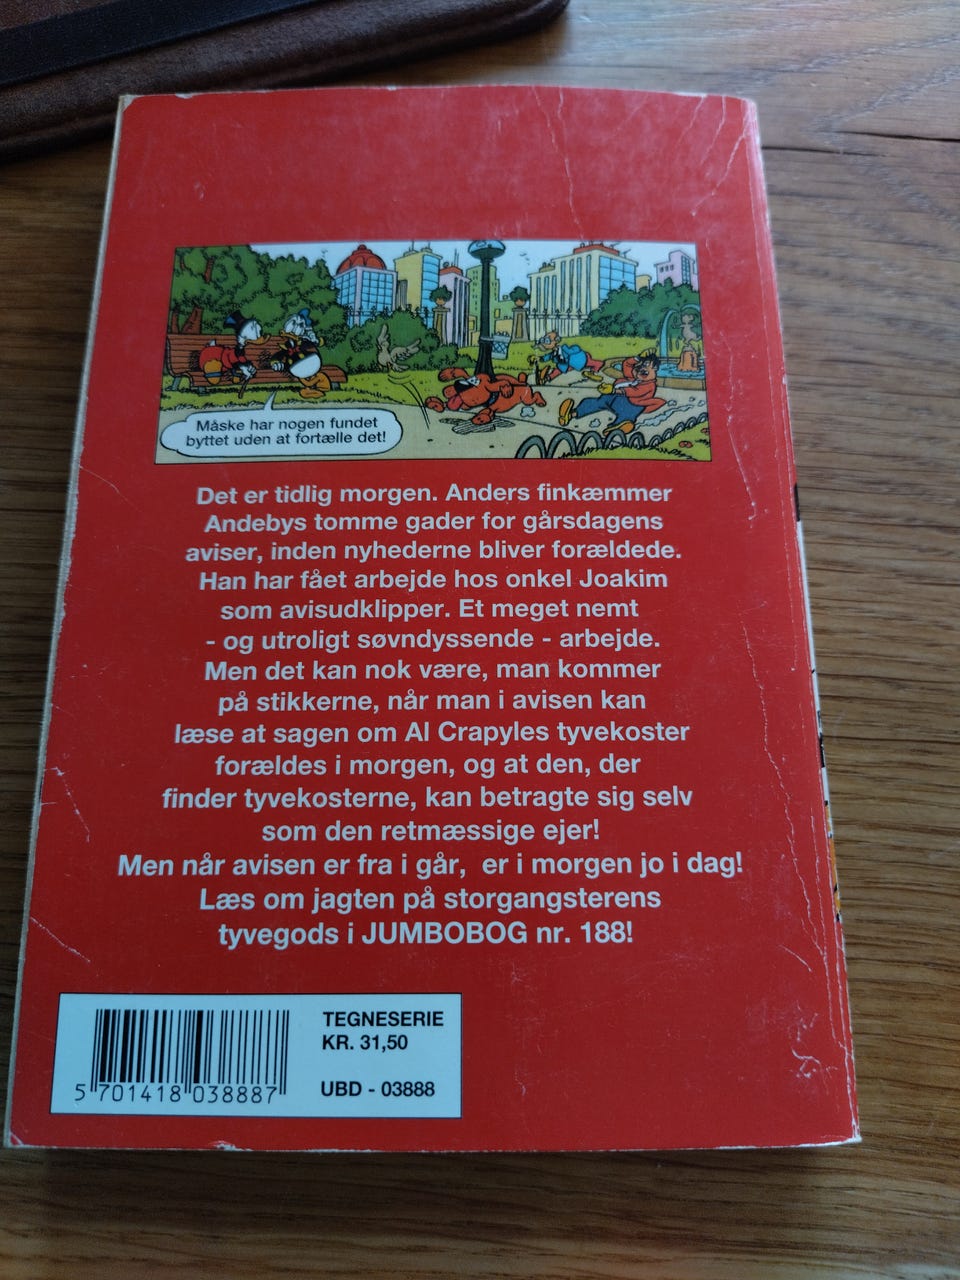 Måske har nogen fundet
byttet uden at fortælle det!
Det er tidlig morgen. Anders finkæmmer
Andebys tomme gader for gårsdagens
aviser, inden nyhederne bliver forældede.
Han har fået arbejde hos onkel Joakim
som avisudklipper. Et meget nemt
- og utroligt søvndyssende - arbejde.
Men det kan nok være, man kommer
på stikkerne, når man i avisen kan
læse at sagen om Al Crapyles tyvekoster
forældes i morgen, og at den, der
finder tyvekosterne, kan betragte sig selv
som den retmæssige ejer!
Men når avisen er fra i går, er i morgen jo i dag!
Læs om jagten på storgangsterens
tyvegods i JUMBOBOG nr. 188!
TEGNESERIE
KR. 31,50
UBD - 03888
5 701418 038887